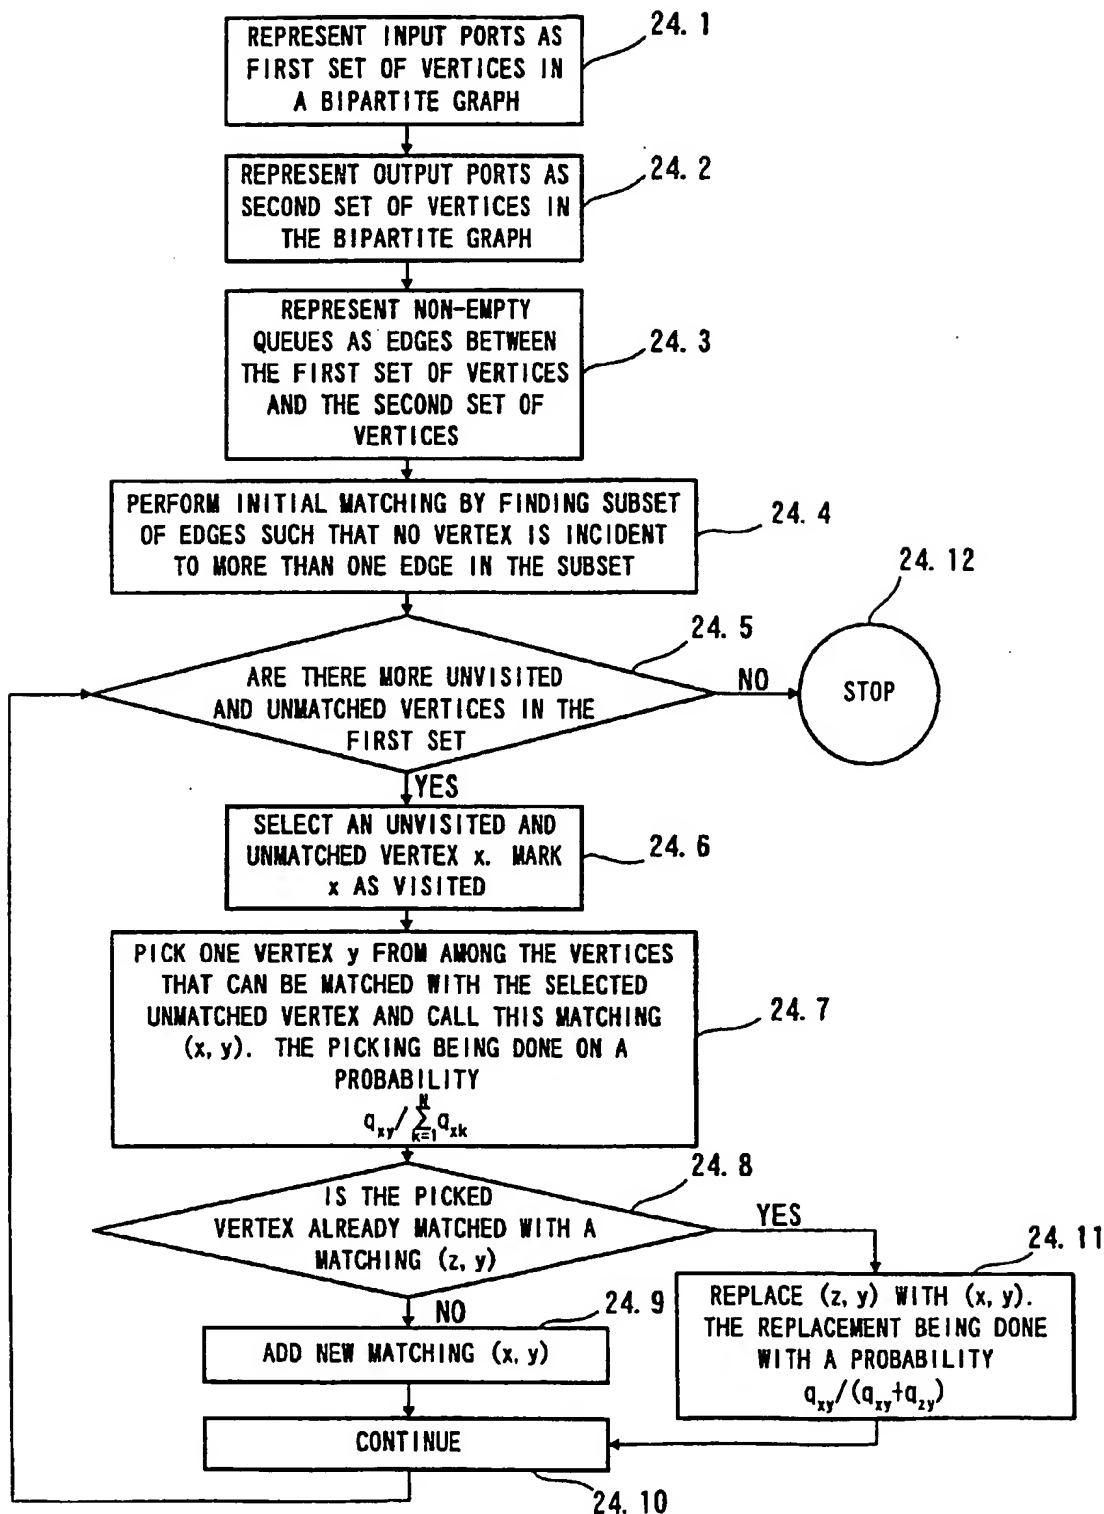 24. 1
REPRESENT INPUT PORTS AS
FIRST SET OF VERTICES IN
A BIPARTITE GRAPH
24. 2
REPRESENT OUTPUT PORTS AS
SECOND SET OF VERTICES IN
THE BIPARTITE GRAPH
24. 3
REPRESENT NON-EMPTY
QUEUES AS EDGES BETWEEN
THE FIRST SET OF VERTICES
AND THE SECOND SET OF
VERTICES
24. 4
PERFORM INITIAL MATCHING BY FINDING SUBSET
OF EDGES SUCH THAT NO VERTEX IS INCIDENT
TO MORE THAN ONE EDGE IN THE SUBSET
24. 5
ARE THERE MORE UNVISITED
AND UNMATCHED VERTICES IN THE
FIRST SET
NO
24. 12
STOP
YES
24. 6
SELECT AN UNVISITED AND
UNMATCHED VERTEX x. MARK
x AS VISITED
24. 7
PICK ONE VERTEX y FROM AMONG THE VERTICES
THAT CAN BE MATCHED WITH THE SELECTED
UNMATCHED VERTEX AND CALL THIS MATCHING
(x, y). THE PICKING BEING DONE ON A
PROBABILITY
q_xy / Σ_{k=1}^{N} q_xk
24. 8
IS THE PICKED
VERTEX ALREADY MATCHED WITH A
MATCHING (z, y)
YES
24. 11
REPLACE (z, y) WITH (x, y).
THE REPLACEMENT BEING DONE
WITH A PROBABILITY
q_xy/(q_xy+q_zy)
NO
24. 9
ADD NEW MATCHING (x, y)
CONTINUE
24. 10